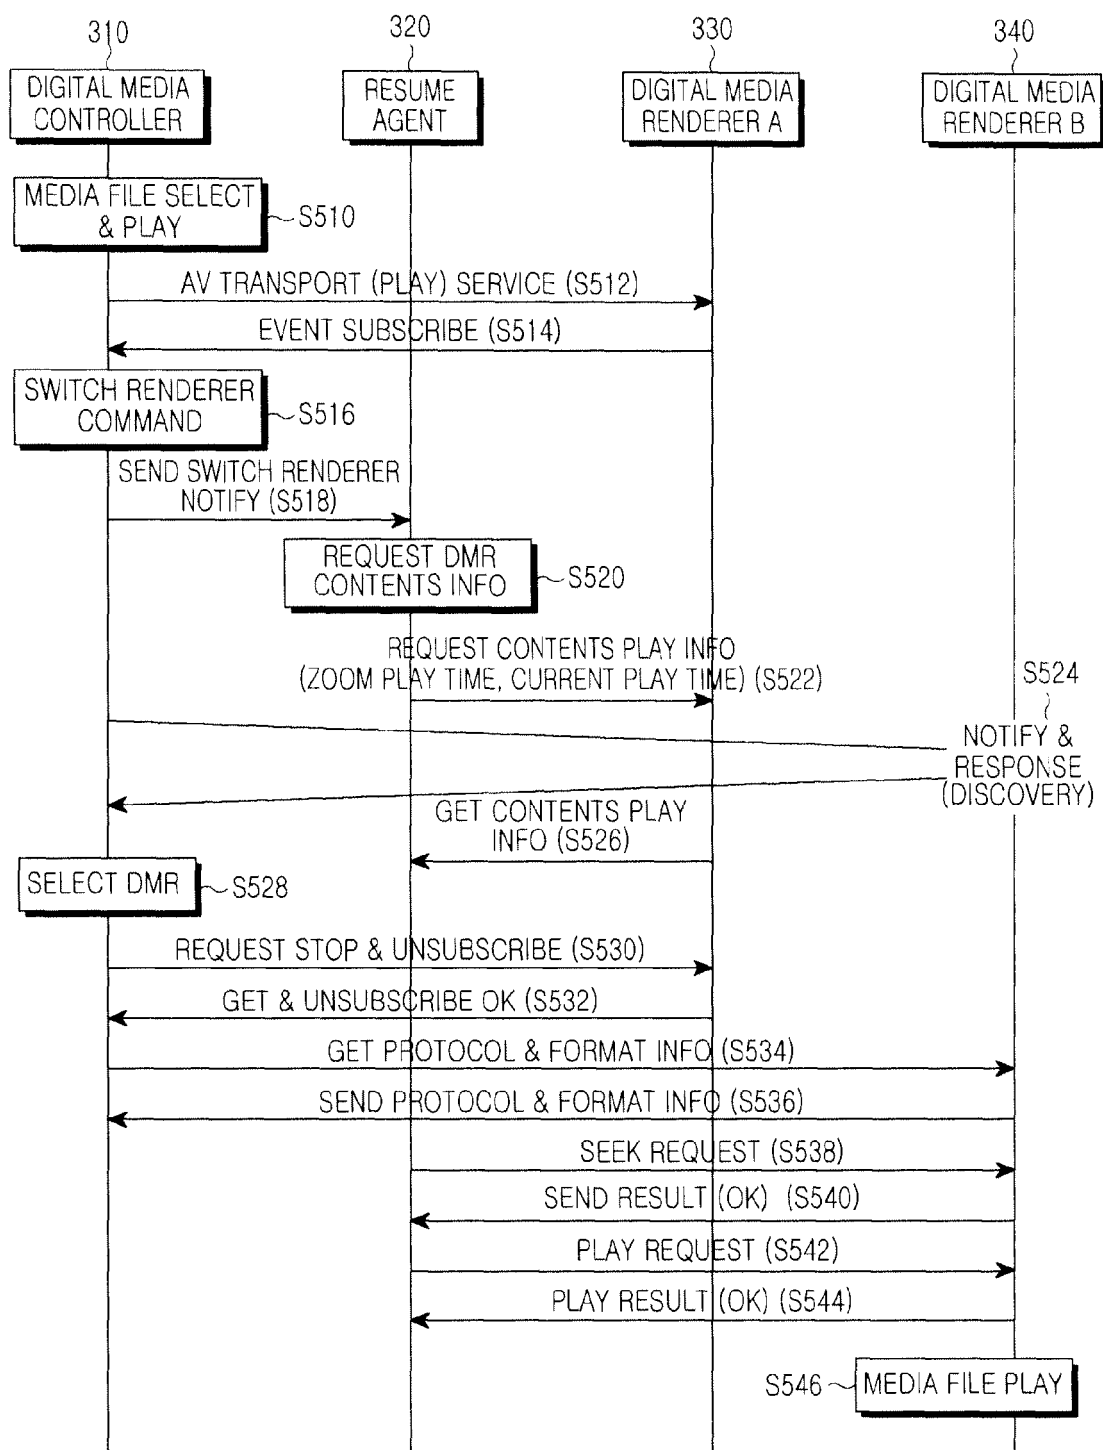 310
320
330
340
DIGITAL MEDIA
CONTROLLER
RESUME
AGENT
DIGITAL MEDIA
RENDERER A
DIGITAL MEDIA
RENDERER B
MEDIA FILE SELECT
& PLAY
S510
AV TRANSPORT (PLAY) SERVICE (S512)
EVENT SUBSCRIBE (S514)
SWITCH RENDERER
COMMAND
S516
SEND SWITCH RENDERER
NOTIFY (S518)
REQUEST DMR
CONTENTS INFO
S520
REQUEST CONTENTS PLAY INFO
(ZOOM PLAY TIME, CURRENT PLAY TIME) (S522)
S524
NOTIFY &
RESPONSE
(DISCOVERY)
GET CONTENTS PLAY
INFO (S526)
SELECT DMR
S528
REQUEST STOP & UNSUBSCRIBE (S530)
GET & UNSUBSCRIBE OK (S532)
GET PROTOCOL & FORMAT INFO (S534)
SEND PROTOCOL & FORMAT INFO (S536)
SEEK REQUEST (S538)
SEND RESULT (OK) (S540)
PLAY REQUEST (S542)
PLAY RESULT (OK) (S544)
S546
MEDIA FILE PLAY